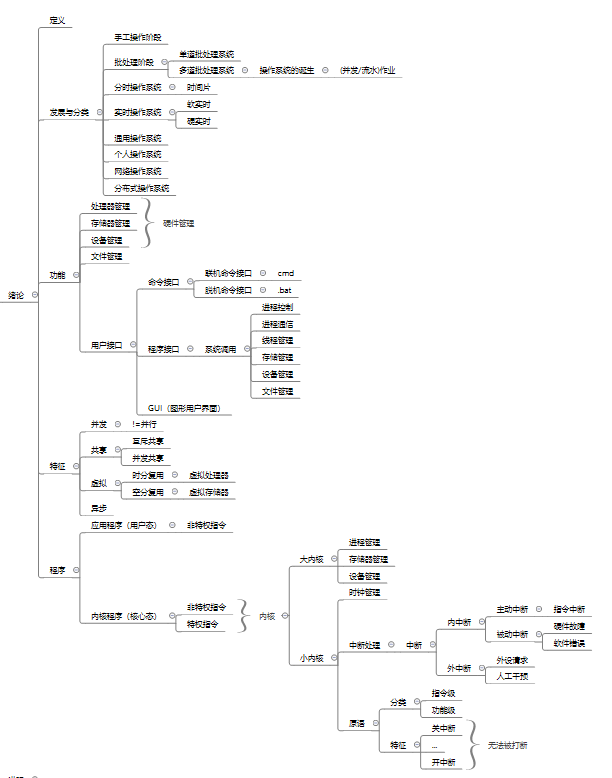 绪论
定义
发展与分类
手工操作阶段
批处理阶段
单道批处理系统
多道批处理系统
操作系统的诞生
(并发/流水)作业
分时操作系统
时间片
实时操作系统
软实时
硬实时
通用操作系统
个人操作系统
网络操作系统
分布式操作系统
功能
处理器管理
存储器管理
设备管理
硬件管理
文件管理
用户接口
命令接口
联机命令接口
cmd
脱机命令接口
.bat
程序接口
系统调用
进程控制
进程通信
线程管理
存储管理
设备管理
文件管理
GUI（图形用户界面）
特征
并发
!=并行
共享
互斥共享
并发共享
虚拟
时分复用
虚拟处理器
空分复用
虚拟存储器
异步
程序
应用程序（用户态）
非特权指令
内核程序（核心态）
非特权指令
特权指令
内核
大内核
进程管理
存储器管理
设备管理
小内核
时钟管理
中断处理
中断
内中断
主动中断
指令中断
被动中断
硬件故障
软件错误
外中断
外设请求
人工干预
原语
分类
指令级
功能级
特征
关中断
...
开中断
无法被打断